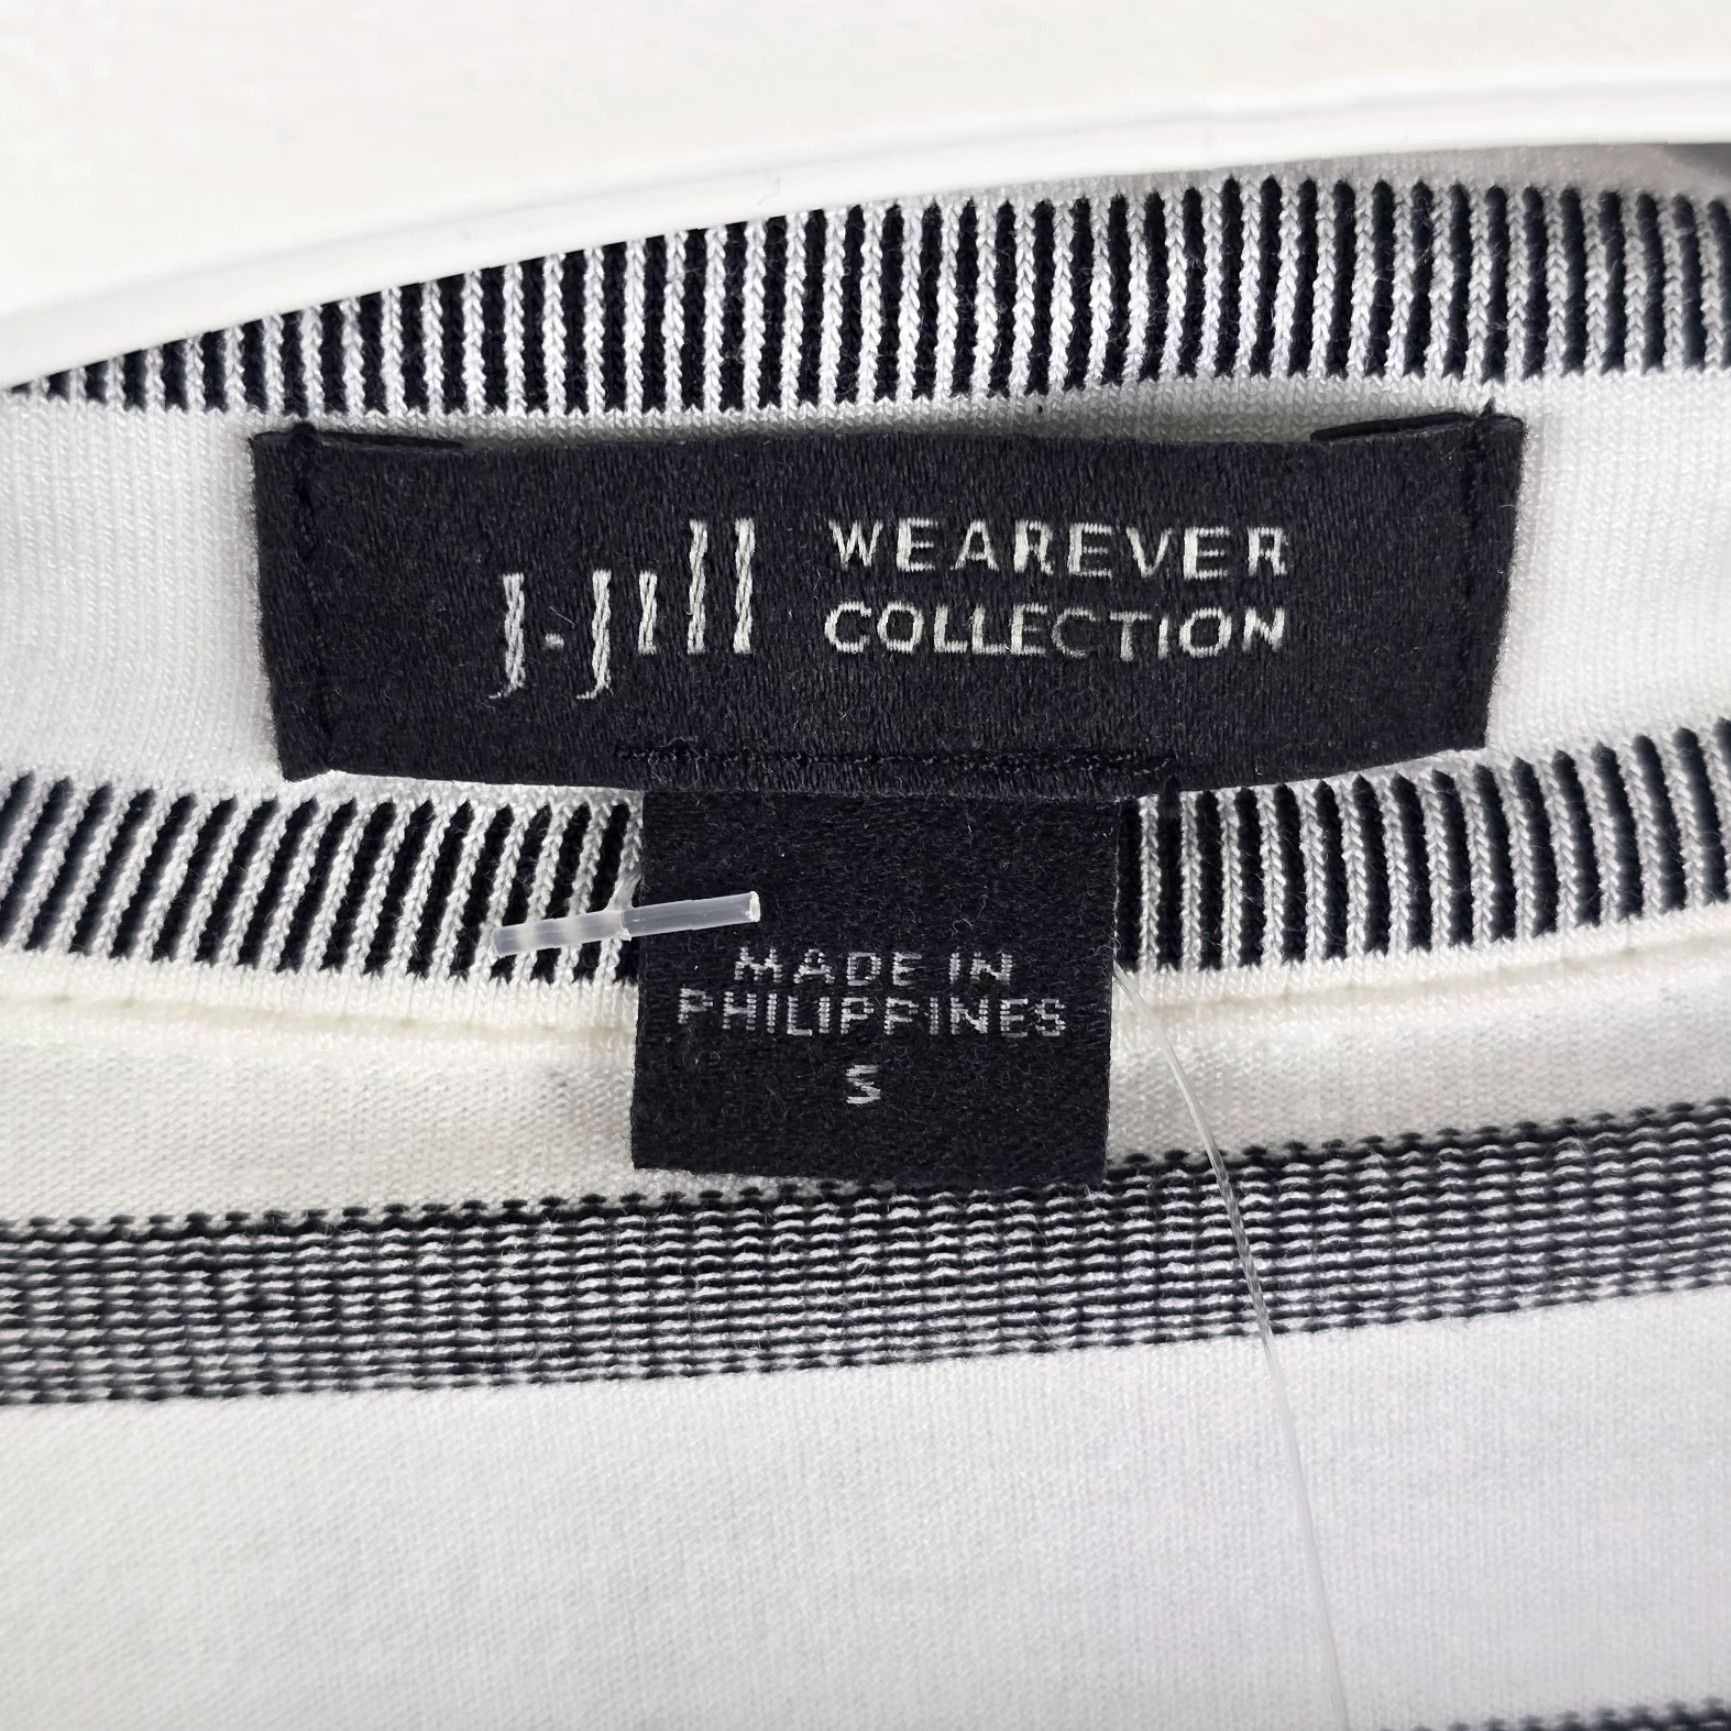 J.Jill
WEAREVER
COLLECTION
MADE IN
PHILIPPINES
S